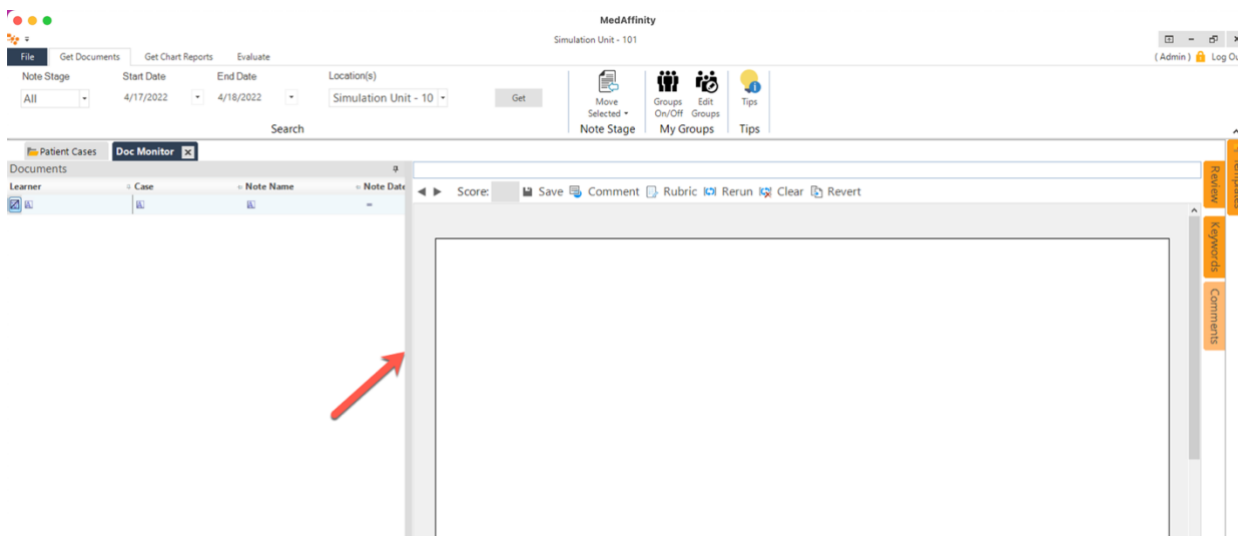 MedAffinity
Simulation Unit - 101
File Get Documents Get Chart Reports Evaluate
(Admin) Log Ou
Note Stage Start Date End Date Location(s)
All 4/17/2022 4/18/2022 Simulation Unit - 10 Get
Move Selected Groups On/Off Edit Groups Tips
Search Note Stage My Groups Tips
Patient Cases Doc Monitor
Documents
Learner Case Note Name Note Date
Score: Save Comment Rubric Rerun Clear Revert
Review
Keywords
Comments